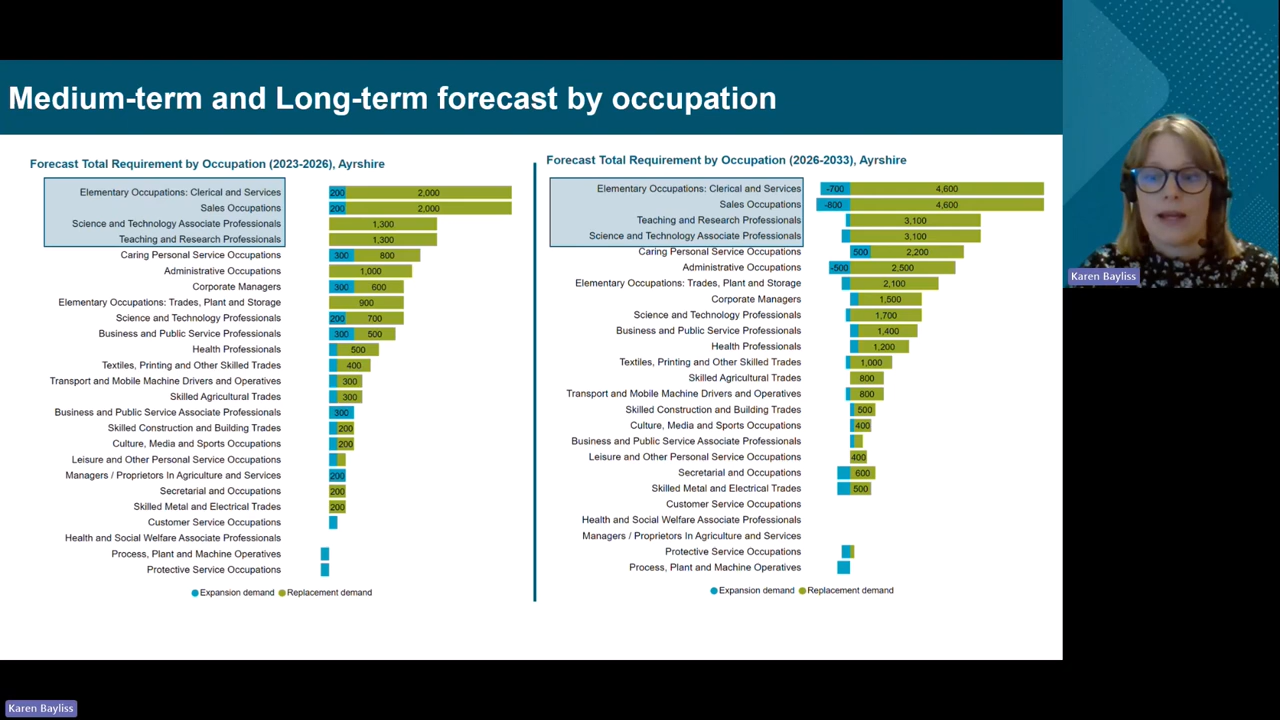 Medium-term and Long-term forecast by occupation
Forecast Total Requirement by Occupation (2023-2026), Ayrshire
Elementary Occupations: Clerical and Services 200 2,000
Sales Occupations 200 2,000
Science and Technology Associate Professionals 1,300
Teaching and Research Professionals 1,300
Caring Personal Service Occupations 300 800
Administrative Occupations 1,000
Corporate Managers 300 600
Elementary Occupations: Trades, Plant and Storage 900
Science and Technology Professionals 200 700
Business and Public Service Professionals 300 500
Health Professionals 500
Textiles, Printing and Other Skilled Trades 400
Transport and Mobile Machine Drivers and Operatives 300
Skilled Agricultural Trades 300
Business and Public Service Associate Professionals 300
Skilled Construction and Building Trades 200
Culture, Media and Sports Occupations 200
Leisure and Other Personal Service Occupations
Managers / Proprietors In Agriculture and Services 200
Secretarial and Occupations 200
Skilled Metal and Electrical Trades 200
Customer Service Occupations
Health and Social Welfare Associate Professionals
Process, Plant and Machine Operatives
Protective Service Occupations
Expansion demand Replacement demand
Forecast Total Requirement by Occupation (2026-2033), Ayrshire
Elementary Occupations: Clerical and Services -700 4,600
Sales Occupations -800 4,600
Teaching and Research Professionals 3,100
Science and Technology Associate Professionals 3,100
Caring Personal Service Occupations 500 2,200
Administrative Occupations -500 2,500
Elementary Occupations: Trades, Plant and Storage 2,100
Corporate Managers 1,500
Science and Technology Professionals 1,700
Business and Public Service Professionals 1,400
Health Professionals 1,200
Textiles, Printing and Other Skilled Trades 1,000
Skilled Agricultural Trades 800
Transport and Mobile Machine Drivers and Operatives 800
Skilled Construction and Building Trades 500
Culture, Media and Sports Occupations 400
Business and Public Service Associate Professionals
Leisure and Other Personal Service Occupations 400
Secretarial and Occupations 600
Skilled Metal and Electrical Trades 500
Customer Service Occupations
Health and Social Welfare Associate Professionals
Managers / Proprietors In Agriculture and Services
Protective Service Occupations
Process, Plant and Machine Operatives
Expansion demand Replacement demand
Karen Bayliss
Karen Bayliss